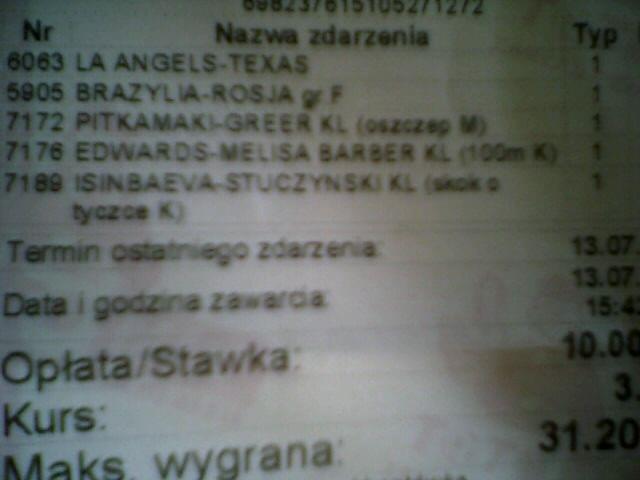 698237615105271272
Nr Nazwa zdarzenia Typ
6063 LA ANGELS-TEXAS 1
5905 BRAZYLIA-ROSJA gr F 1
7172 PITKAMAKI-GREER KL (oszczep M) 1
7176 EDWARDS-MELISA BARBER KL (100m K) 1
7189 ISINBAEVA-STUCZYNSKI KL (skok o 1
tyczce K)
Termin ostatniego zdarzenia: 13.07.
13.07.
Data i godzina zawarcia: 15:4
Opłata/Stawka: 10.00
Kurs: 3.
Maks. wygrana: 31.20